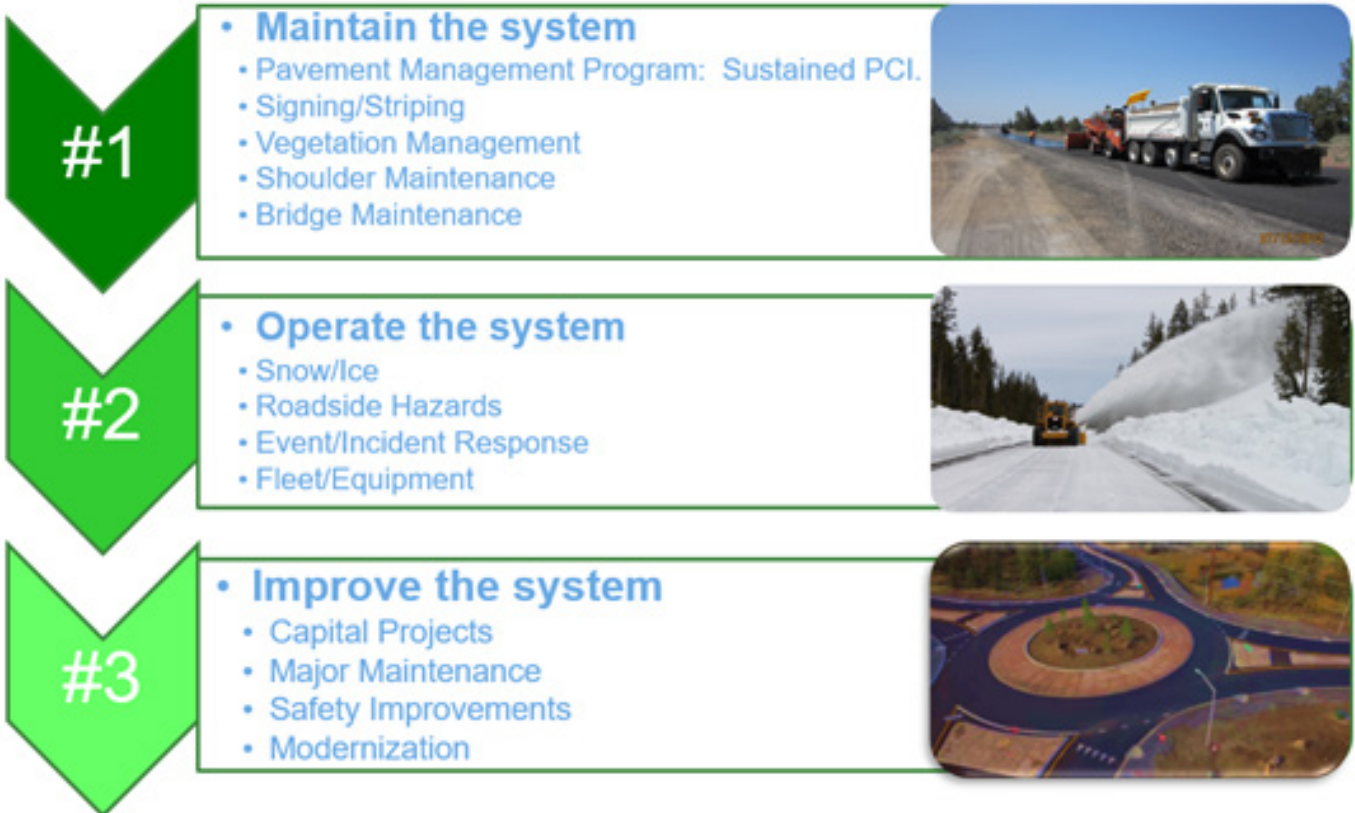 #1
• Maintain the system
• Pavement Management Program: Sustained PCI.
• Signing/Striping
• Vegetation Management
• Shoulder Maintenance
• Bridge Maintenance
#2
• Operate the system
• Snow/Ice
• Roadside Hazards
• Event/Incident Response
• Fleet/Equipment
#3
• Improve the system
• Capital Projects
• Major Maintenance
• Safety Improvements
• Modernization